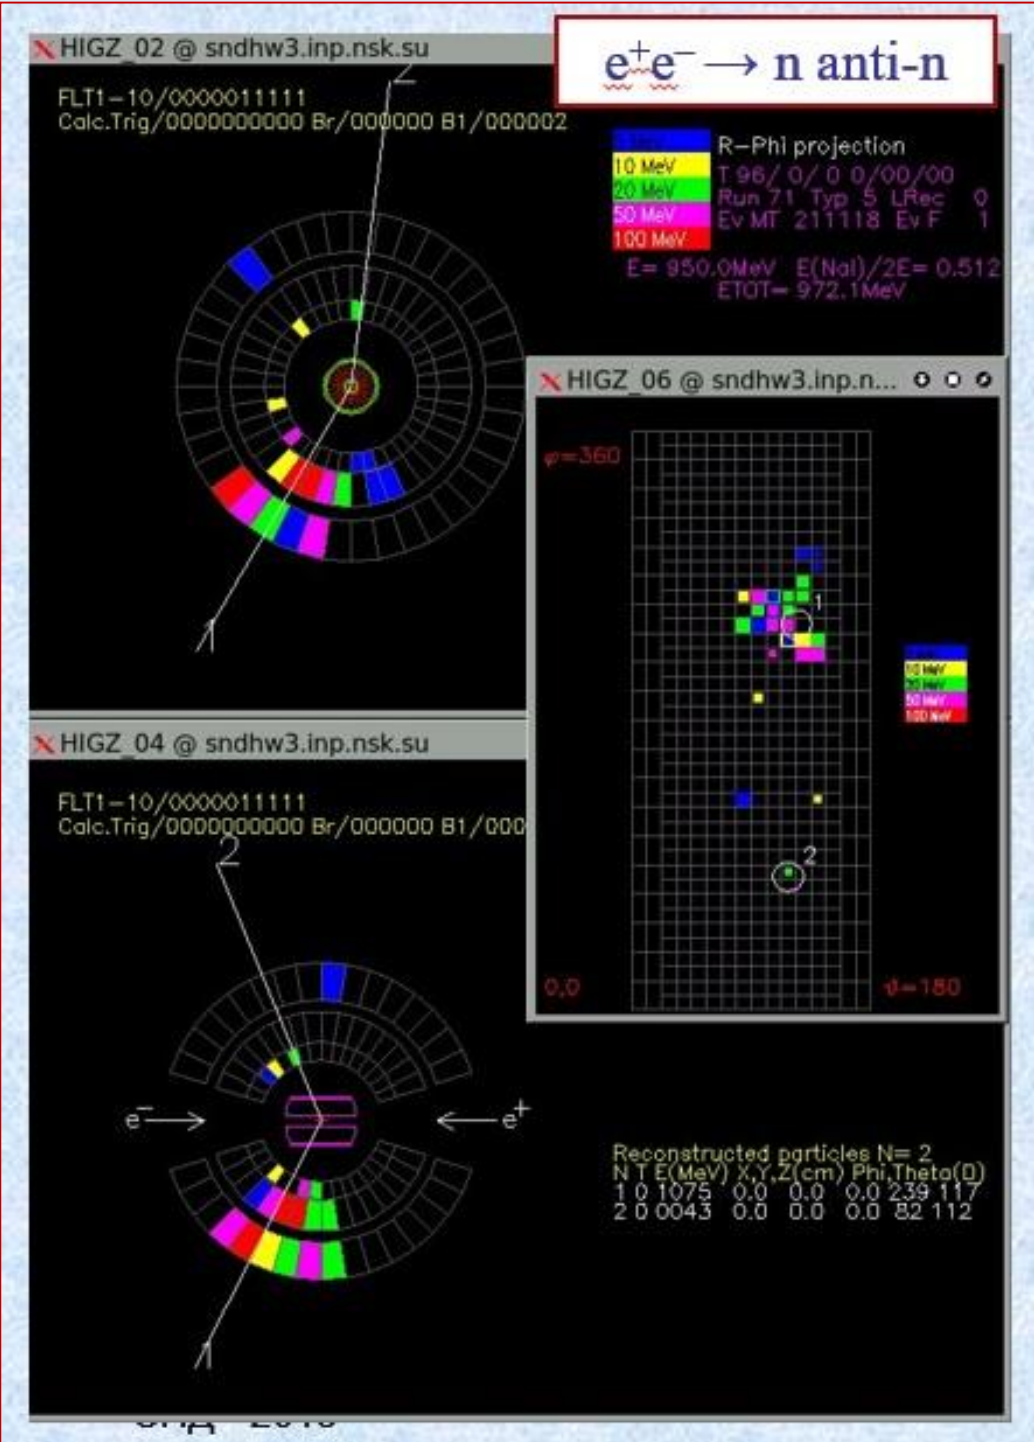 e⁺e⁻ → n anti-n
HIGZ_02 @ sndhw3.inp.nsk.su
FLT1-10/0000011111
Calc.Trig/0000000000 Br/000000 B1/000002
2
1
10 MeV
20 MeV
50 MeV
100 MeV
R-Phi projection
T 96/ 0/ 0 0/00/00
Run 71 Typ 5 LRec 0
Ev MT 211118 Ev F 1
E= 950.0MeV E(NaI)/2E= 0.512
ETOT= 972.1MeV
HIGZ_06 @ sndhw3.inp.n...
φ=360
1
10 MeV
20 MeV
50 MeV
100 MeV
2
0,0
ϑ=180
HIGZ_04 @ sndhw3.inp.nsk.su
FLT1-10/0000011111
Calc.Trig/0000000000 Br/000000 B1/000
2
e⁻
e⁺
1
Reconstructed particles N= 2
N T E(MeV) X,Y,Z(cm) Phi,Theta(D)
1 0 1075 0.0 0.0 0.0 239 117
2 0 0043 0.0 0.0 0.0 82 112